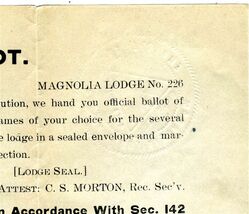 OT.
MAGNOLIA LODGE No. 226
ution, we hand you official ballot of
ames of your choice for the several
e lodge in a sealed envelope and mar-
ection.
[LODGE SEAL.]
ATTEST: C. S. MORTON, Rec. Sec'y.
n Accordance With Sec. 142